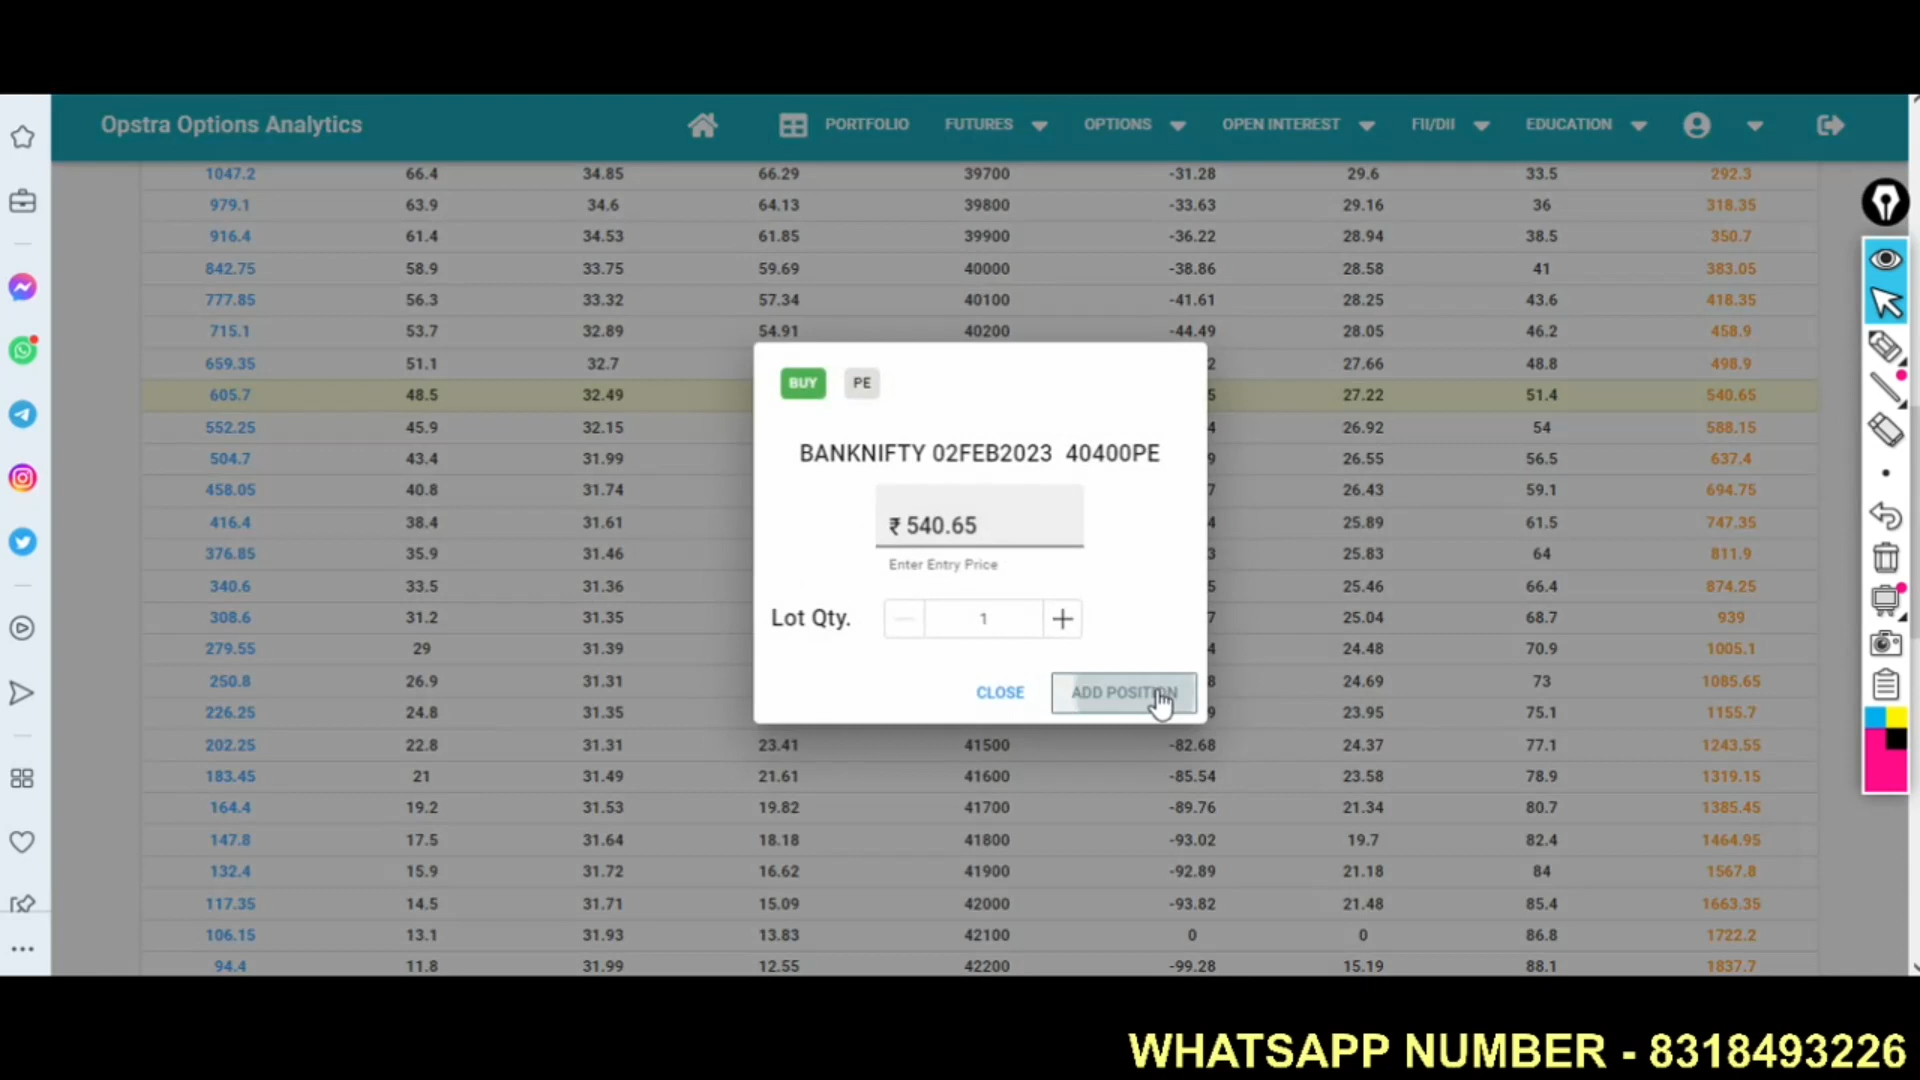 Opstra Options Analytics PORTFOLIO FUTURES OPTIONS OPEN INTEREST FII/DII EDUCATION
1047.2 66.4 34.85 66.29 39700 -31.28 29.6 33.5 292.3
979.1 63.9 34.6 64.13 39800 -33.63 29.16 36 318.35
916.4 61.4 34.53 61.85 39900 -36.22 28.94 38.5 350.7
842.75 58.9 33.75 59.69 40000 -38.86 28.58 41 383.05
777.85 56.3 33.32 57.34 40100 -41.61 28.25 43.6 418.35
715.1 53.7 32.89 54.91 40200 -44.49 28.05 46.2 458.9
659.35 51.1 32.7 2 27.66 48.8 498.9
605.7 48.5 32.49 5 27.22 51.4 540.65
552.25 45.9 32.15 4 26.92 54 588.15
504.7 43.4 31.99 9 26.55 56.5 637.4
458.05 40.8 31.74 7 26.43 59.1 694.75
416.4 38.4 31.61 4 25.89 61.5 747.35
376.85 35.9 31.46 3 25.83 64 811.9
340.6 33.5 31.36 5 25.46 66.4 874.25
308.6 31.2 31.35 7 25.04 68.7 939
279.55 29 31.39 4 24.48 70.9 1005.1
250.8 26.9 31.31 8 24.69 73 1085.65
226.25 24.8 31.35 9 23.95 75.1 1155.7
202.25 22.8 31.31 23.41 41500 -82.68 24.37 77.1 1243.55
183.45 21 31.49 21.61 41600 -85.54 23.58 78.9 1319.15
164.4 19.2 31.53 19.82 41700 -89.76 21.34 80.7 1385.45
147.8 17.5 31.64 18.18 41800 -93.02 19.7 82.4 1464.95
132.4 15.9 31.72 16.62 41900 -92.89 21.18 84 1567.8
117.35 14.5 31.71 15.09 42000 -93.82 21.48 85.4 1663.35
106.15 13.1 31.93 13.83 42100 0 0 86.8 1722.2
94.4 11.8 31.99 12.55 42200 -99.28 15.19 88.1 1837.7
BUY PE
BANKNIFTY 02FEB2023 40400PE
₹ 540.65
Enter Entry Price
Lot Qty. 1 +
CLOSE ADD POSITION
WHATSAPP NUMBER - 8318493226